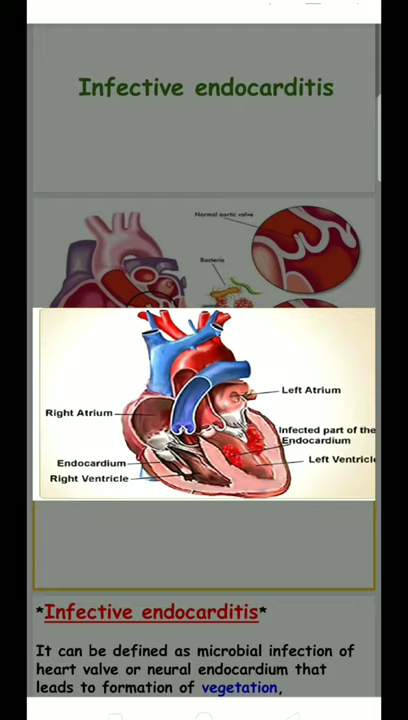 Infective endocarditis
Normal aortic valve
Bacteria
Left Atrium
Right Atrium
Infected part of the
Endocardium
Left Ventricle
Endocardium
Right Ventricle
*Infective endocarditis*
It can be defined as microbial infection of
heart valve or neural endocardium that
leads to formation of vegetation,